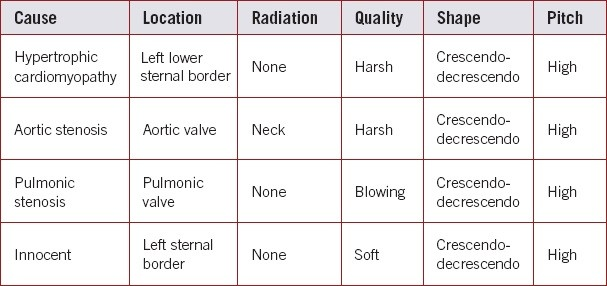 Cause Location Radiation Quality Shape Pitch
Hypertrophic
cardiomyopathy
Left lower
sternal border
None
Harsh
Crescendo-
decrescendo
High
Aortic stenosis
Aortic valve
Neck
Harsh
Crescendo-
decrescendo
High
Pulmonic
stenosis
Pulmonic
valve
None
Blowing
Crescendo-
decrescendo
High
Innocent
Left sternal
border
None
Soft
Crescendo-
decrescendo
High